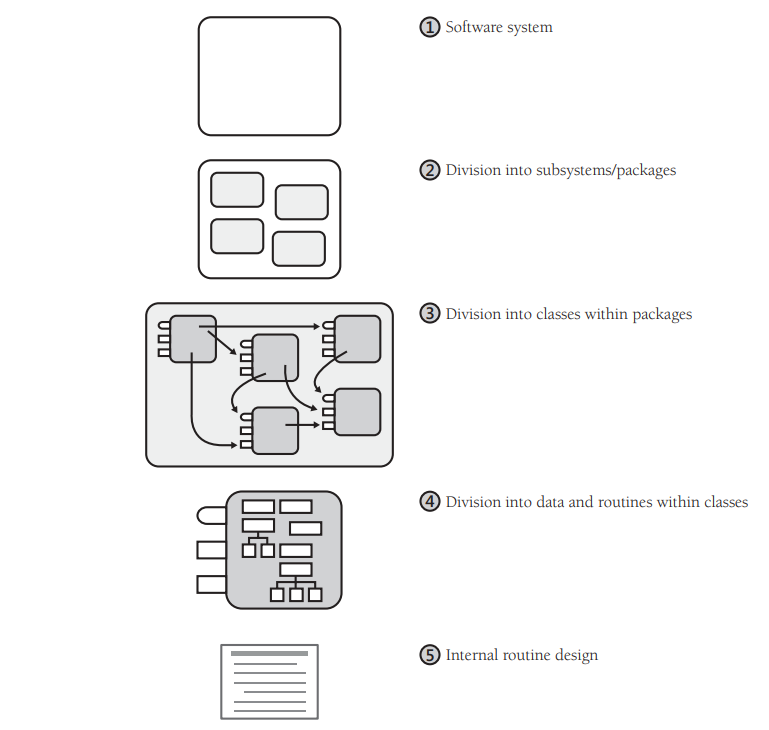 1 Software system
2 Division into subsystems/packages
3 Division into classes within packages
4 Division into data and routines within classes
5 Internal routine design